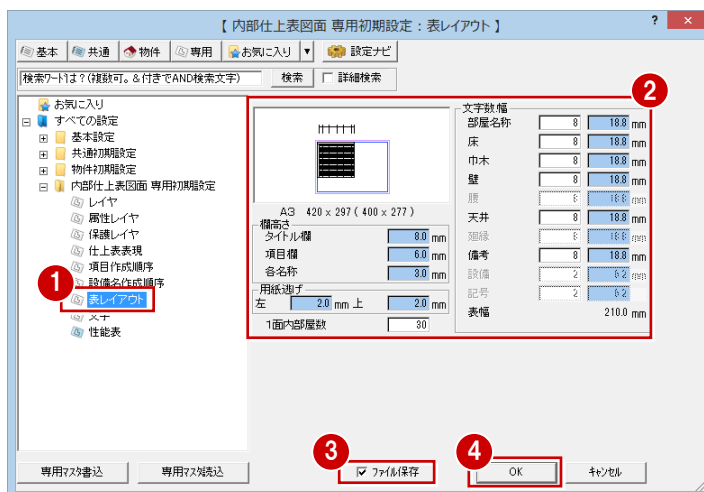 【 内部仕上表図面 専用初期設定：表レイアウト 】 ? ×
基本 共通 物件 専用 お気に入り ▼ 設定ナビ
検索ワードは？(複数可。＆付きでAND検索文字) 検索 詳細検索
お気に入り
すべての設定
基本設定
共通初期設定
物件初期設定
内部仕上表図面 専用初期設定
レイヤ
属性レイヤ
保護レイヤ
仕上表表現
項目作成順序
設備名作成順序
1
表レイアウト
文字
性能表
2
A3 420 x 297 ( 400 x 277 )
欄高さ
タイトル欄 8.0 mm
項目欄 6.0 mm
各名称 3.0 mm
用紙逃げ
左 2.0 mm 上 2.0 mm
1面内部屋数 30
文字数 幅
部屋名称 8 18.8 mm
床 8 18.8 mm
巾木 8 18.8 mm
壁 8 18.8 mm
腰 8 18.8 mm
天井 8 18.8 mm
廻縁 8 18.8 mm
備考 8 18.8 mm
設備 2 6.2 mm
記号 2 6.2
表幅 210.0 mm
3
4
専用マスタ書込 専用マスタ読込 ファイル保存 OK キャンセル